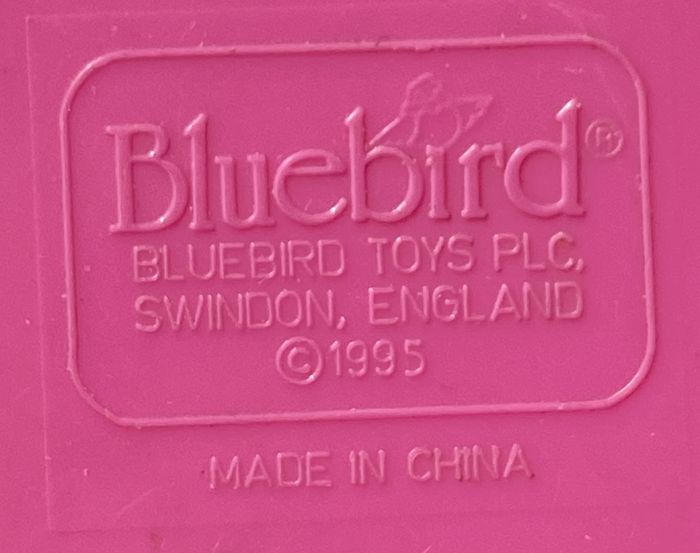 Bluebird®
BLUEBIRD TOYS PLC,
SWINDON, ENGLAND
©1995
MADE IN CHINA